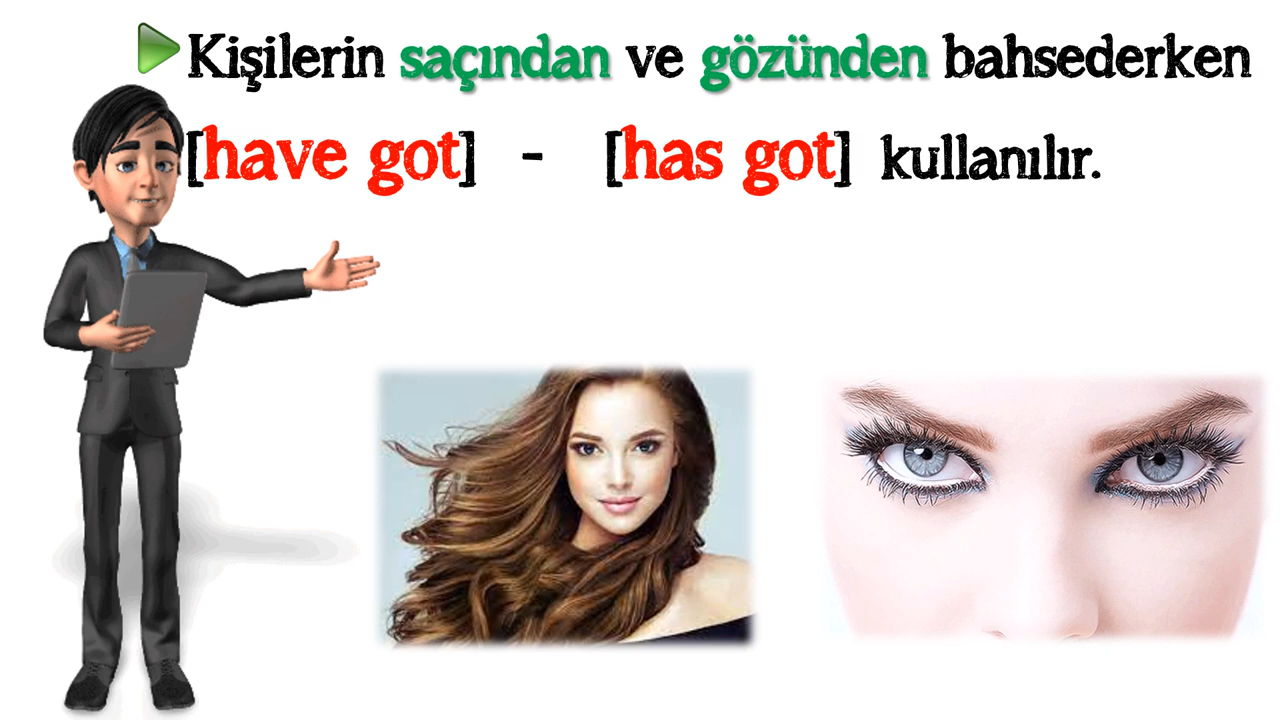 Kişilerin saçından ve gözünden bahsederken
[have got] - [has got] kullanılır.